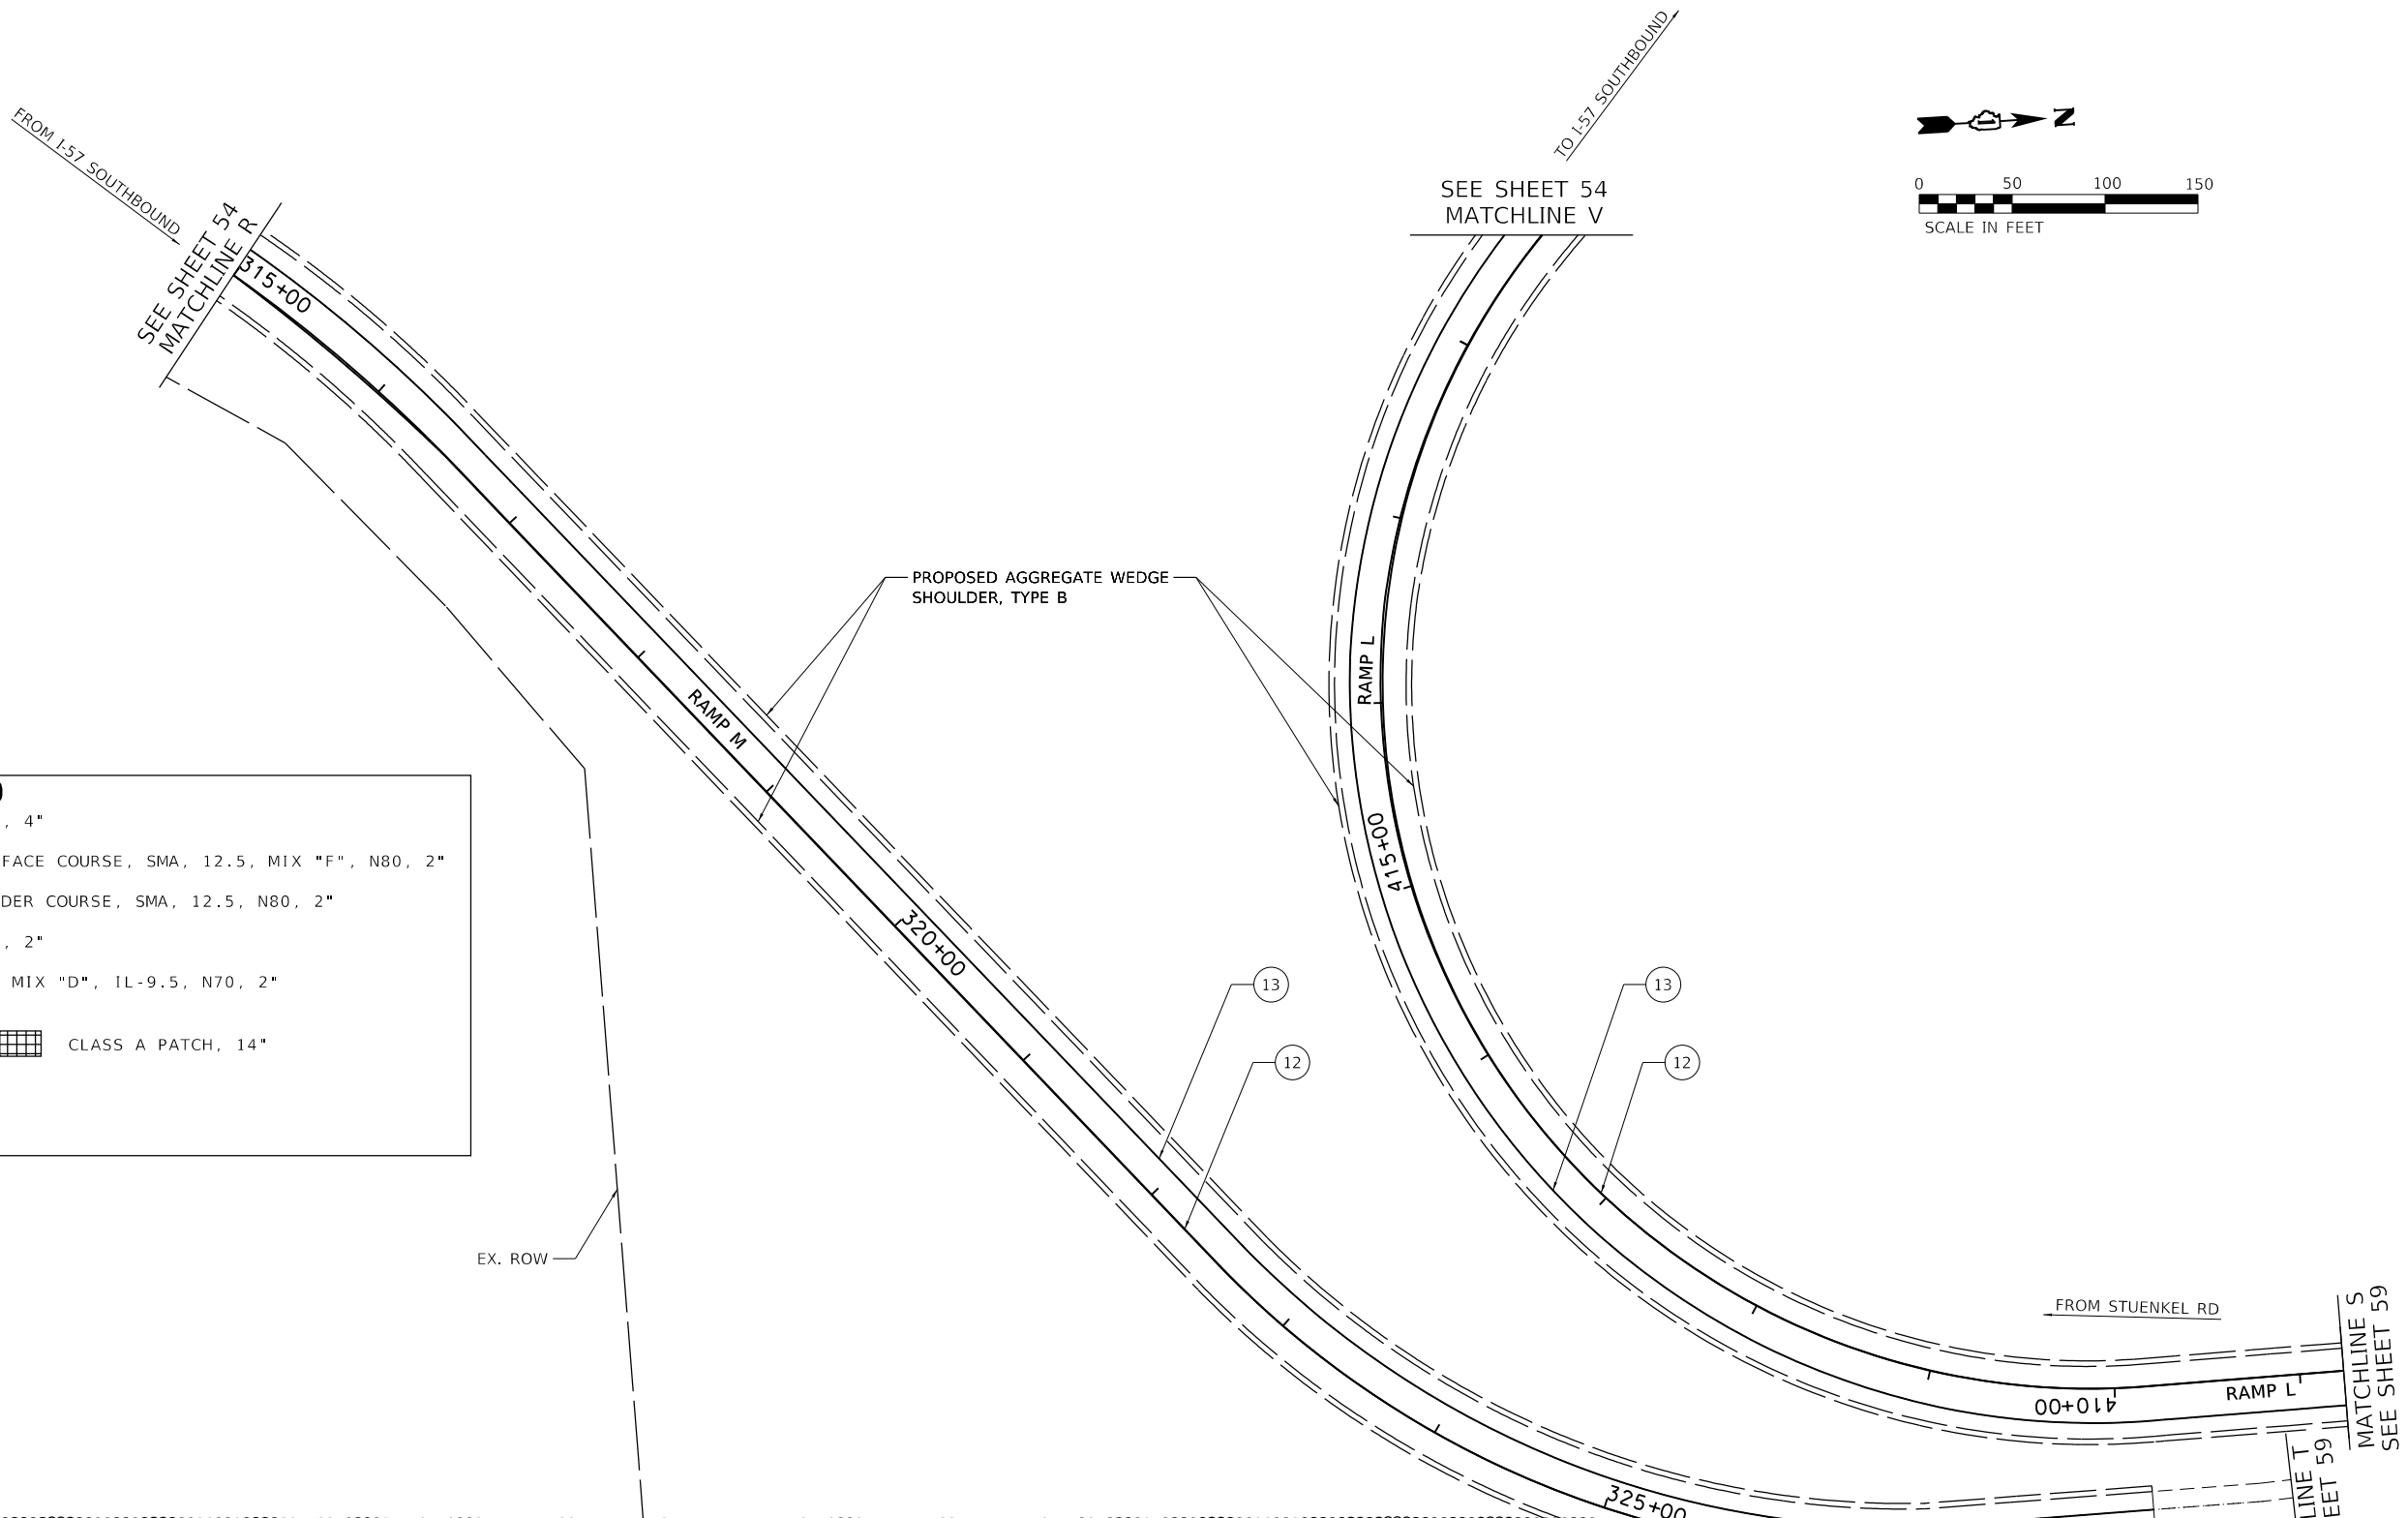 FROM I-57 SOUTHBOUND
SEE SHEET 54
MATCHLINE R
315+00
TO I-57 SOUTHBOUND
SEE SHEET 54
MATCHLINE V
N
0 50 100 150
SCALE IN FEET
PROPOSED AGGREGATE WEDGE
SHOULDER, TYPE B
RAMP M
RAMP L
415+00
320+00
, 4"
FACE COURSE, SMA, 12.5, MIX "F", N80, 2"
DER COURSE, SMA, 12.5, N80, 2"
, 2"
MIX "D", IL-9.5, N70, 2"
CLASS A PATCH, 14"
13
12
13
12
EX. ROW
FROM STUENKEL RD
RAMP L
410+00
MATCHLINE S
SEE SHEET 59
325+00
LINE T
EET 59